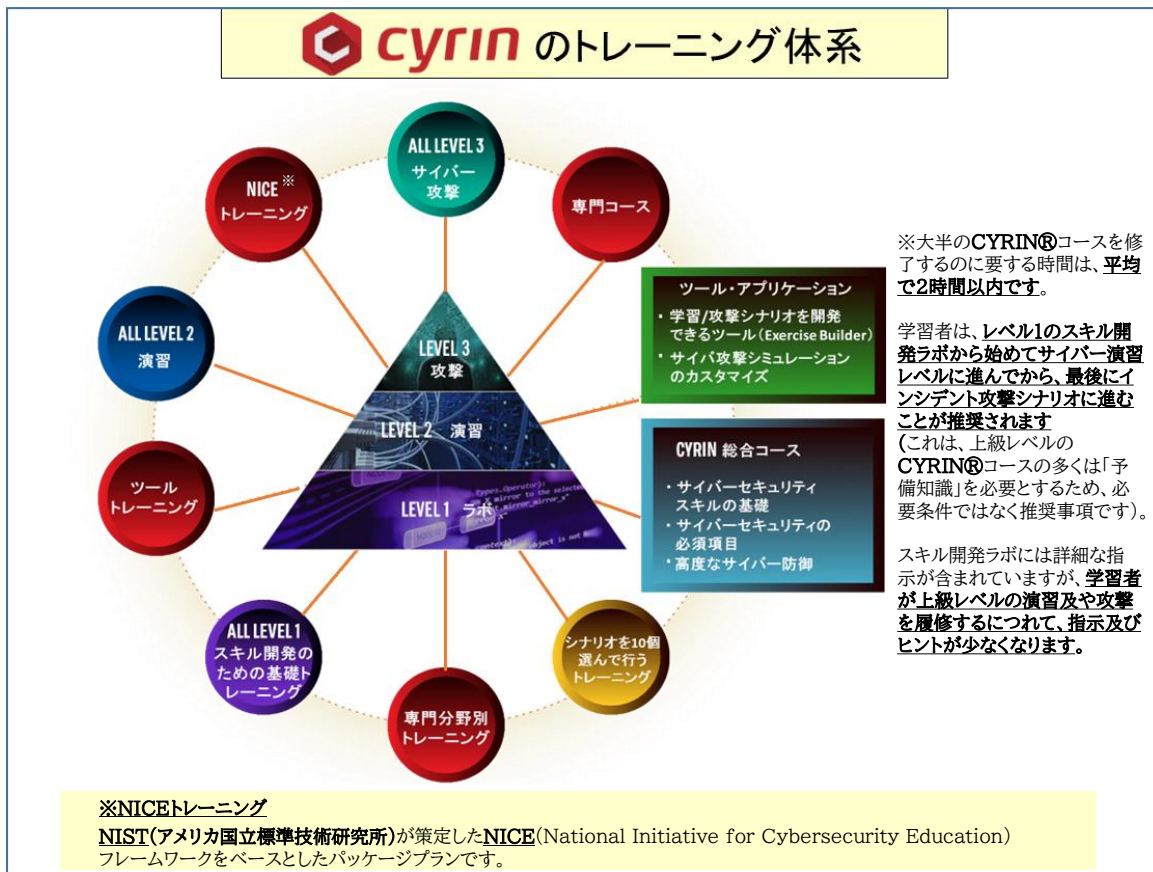 cyrin のトレーニング体系
ALL LEVEL 3
サイバー
攻撃
NICE※
トレーニング
専門コース
ALL LEVEL 2
演習
ツール
トレーニング
ALL LEVEL 1
スキル開発の
ための基礎ト
レーニング
専門分野別
トレーニング
シナリオを10個
選んで行う
トレーニング
LEVEL 3
攻撃
LEVEL 2 演習
LEVEL 1 ラボ
types.Operator):
X mirror to the selected
ject.mirror_mirror_x"
context):
object is not
ツール・アプリケーション
・学習/攻撃シナリオを開発
できるツール(Exercise Builder)
・サイバ攻撃シミュレーション
のカスタマイズ
CYRIN 総合コース
・サイバーセキュリティ
スキルの基礎
・サイバーセキュリティの
必須項目
・高度なサイバー防御
※大半のCYRIN®コースを修
了するのに要する時間は、平均
で2時間以内です。
学習者は、レベル1のスキル開
発ラボから始めてサイバー演習
レベルに進んでから、最後にイ
ンシデント攻撃シナリオに進む
ことが推奨されます
(これは、上級レベルの
CYRIN®コースの多くは「予
備知識」を必要とするため、必
要条件ではなく推奨事項です)。
スキル開発ラボには詳細な指
示が含まれていますが、学習者
が上級レベルの演習及や攻撃
を履修するにつれて、指示及び
ヒントが少なくなります。
※NICEトレーニング
NIST(アメリカ国立標準技術研究所)が策定したNICE(National Initiative for Cybersecurity Education)
フレームワークをベースとしたパッケージプランです。